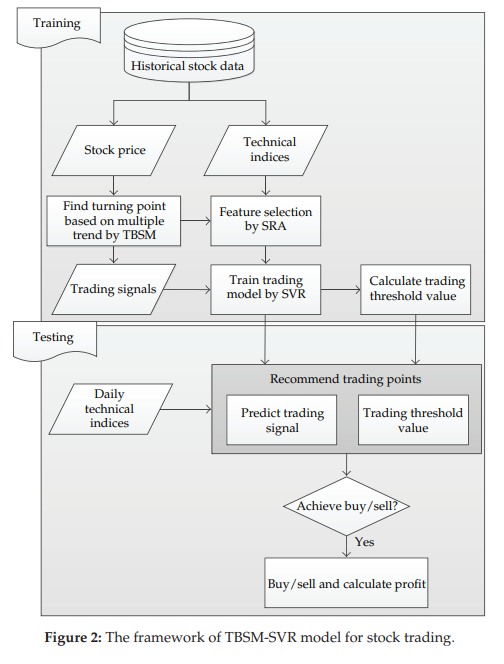 Training
Historical stock data
Stock price
Technical
indices
Find turning point
based on multiple
trend by TBSM
Feature selection
by SRA
Trading signals
Train trading
model by SVR
Calculate trading
threshold value
Testing
Recommend trading points
Daily
technical
indices
Predict trading
signal
Trading threshold
value
Achieve buy/sell?
Yes
Buy/sell and calculate profit
Figure 2: The framework of TBSM-SVR model for stock trading.